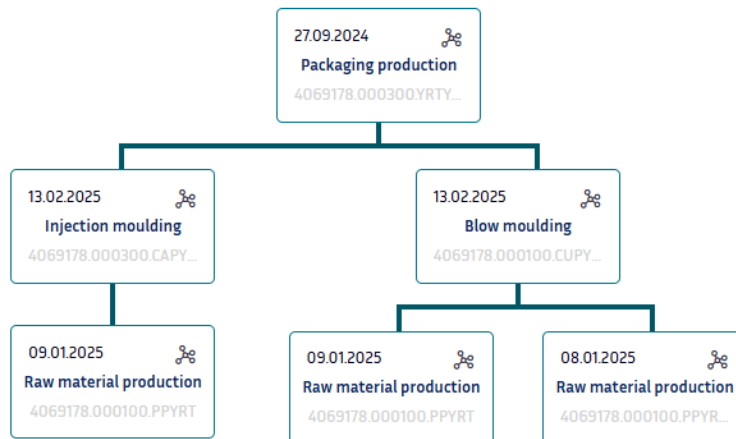 27.09.2024
Packaging production
4069178.000300.YRTY...
13.02.2025
Injection moulding
4069178.000300.CAPY...
13.02.2025
Blow moulding
4069178.000100.CUPY...
09.01.2025
Raw material production
4069178.000100.PPYRT
09.01.2025
Raw material production
4069178.000100.PPYRT
08.01.2025
Raw material production
4069178.000100.PPYR...